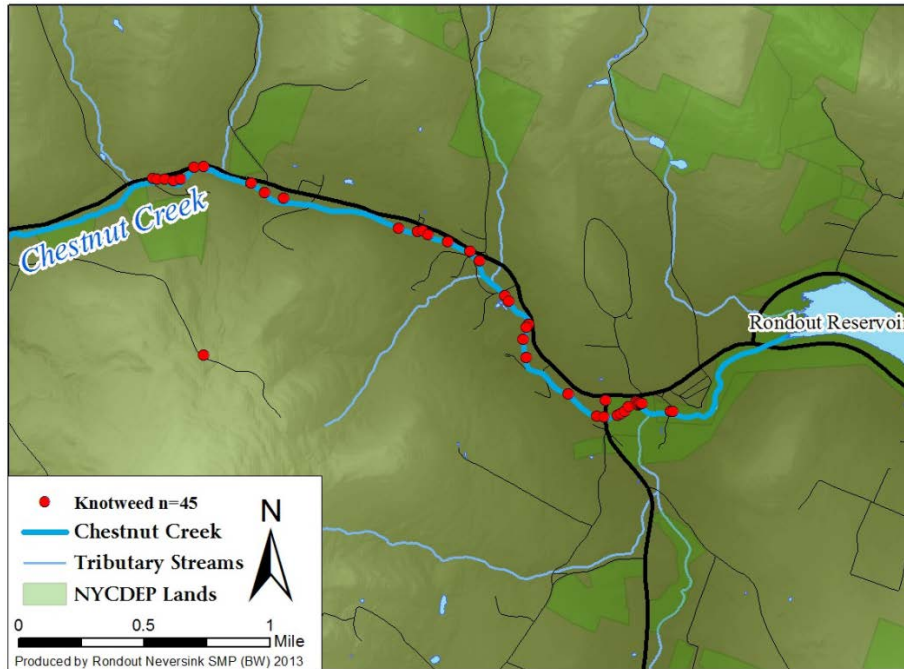 Chestnut Creek
Rondout Reservoir
Knotweed n=45
Chestnut Creek
Tributary Streams
NYCDEP Lands
N
0 0.5 1
Mile
Produced by Rondout Neversink SMP (BW) 2013